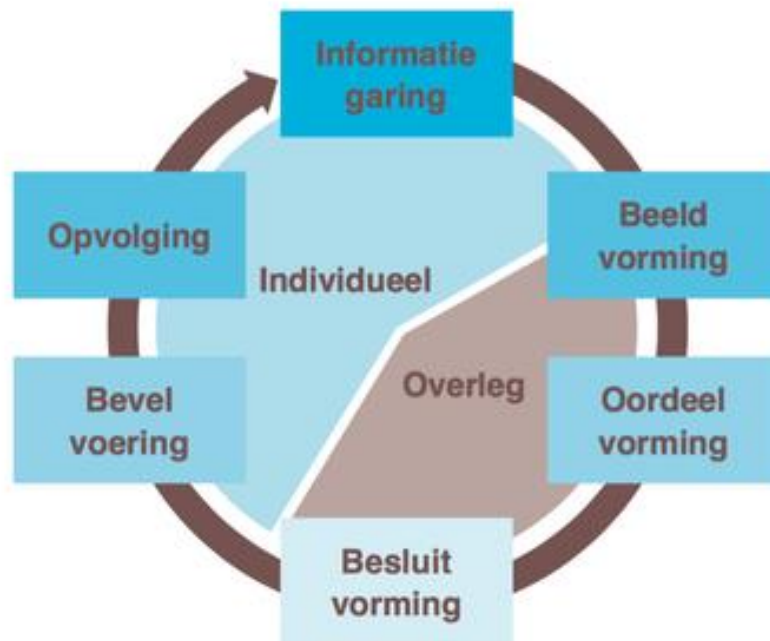 Informatie
garing
Beeld
vorming
Oordeel
vorming
Besluit
vorming
Bevel
voering
Opvolging
Individueel
Overleg